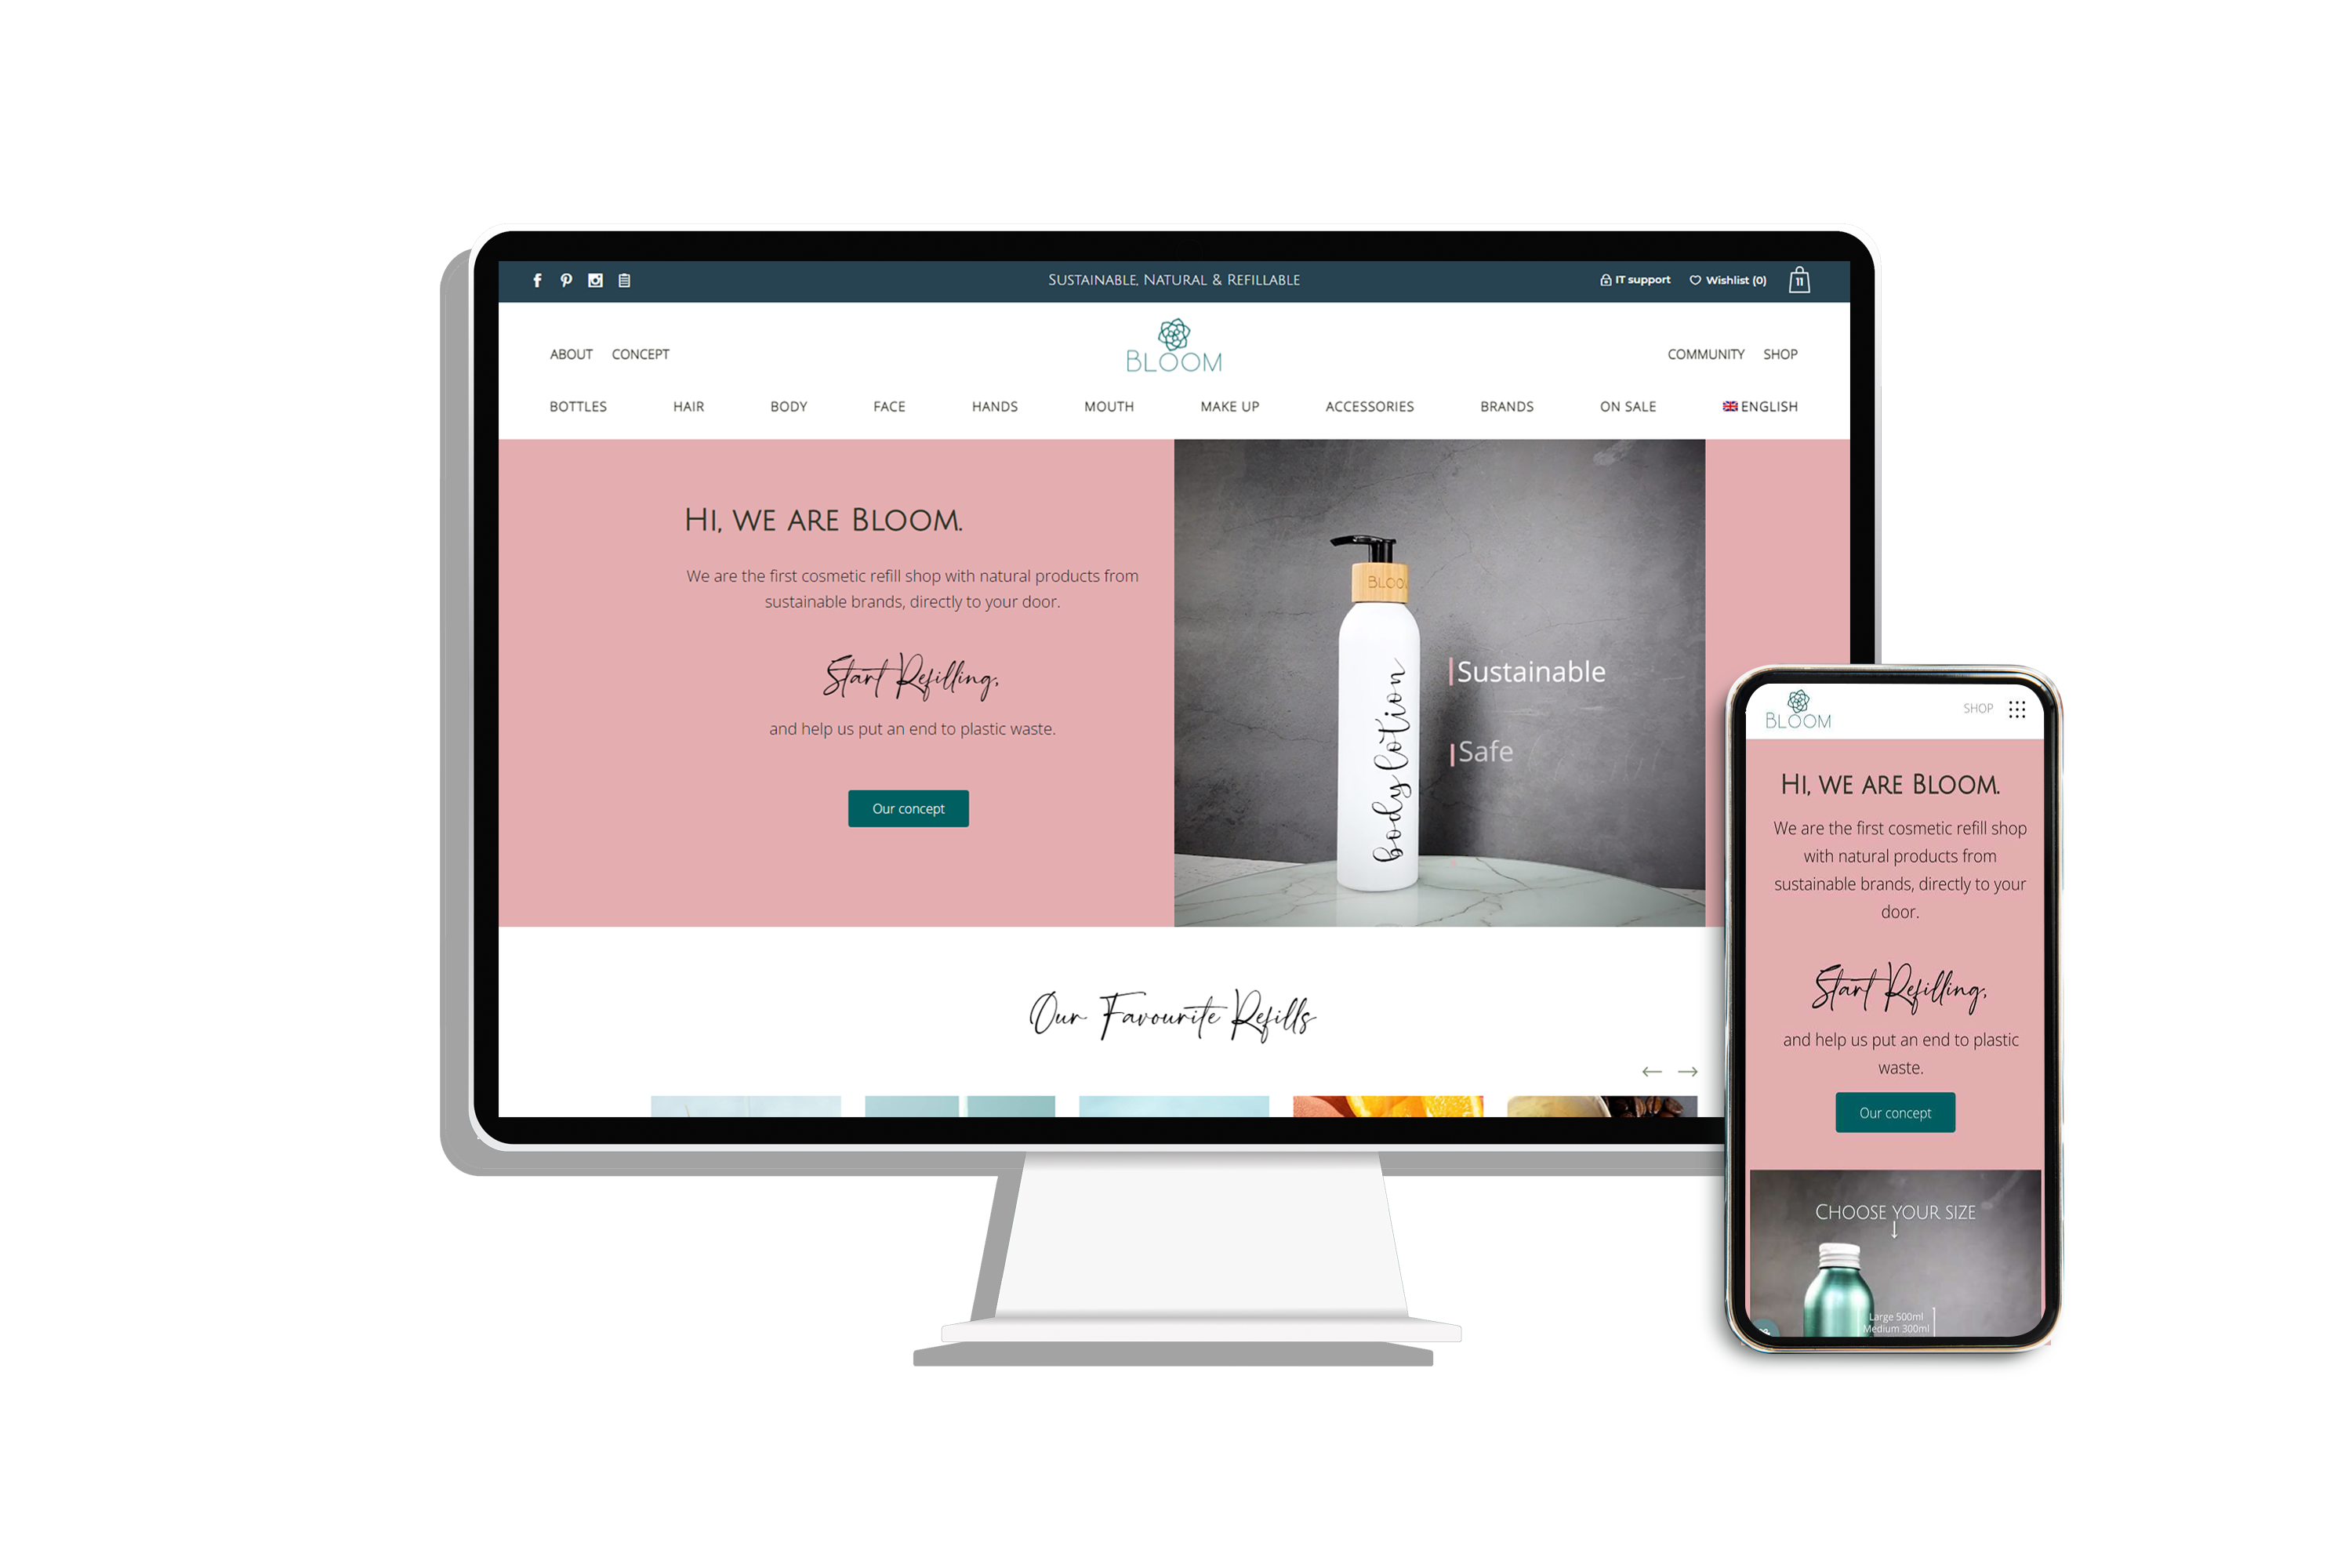 SUSTAINABLE, NATURAL & REFILLABLE
IT support
Wishlist (0)
11
BLOOM
ABOUT CONCEPT
COMMUNITY SHOP
BOTTLES HAIR BODY FACE HANDS MOUTH MAKE UP ACCESSORIES BRANDS ON SALE ENGLISH
HI, WE ARE BLOOM.
We are the first cosmetic refill shop with natural products from
sustainable brands, directly to your door.
Start Refilling,
and help us put an end to plastic waste.
Our concept
BLOOM
body lotion
Sustainable
Safe
Our Favourite Refills
BLOOM
SHOP
HI, WE ARE BLOOM.
We are the first cosmetic refill shop
with natural products from
sustainable brands, directly to your
door.
Start Refilling,
and help us put an end to plastic
waste.
Our concept
CHOOSE YOUR SIZE
Large 500ml
Medium 300ml